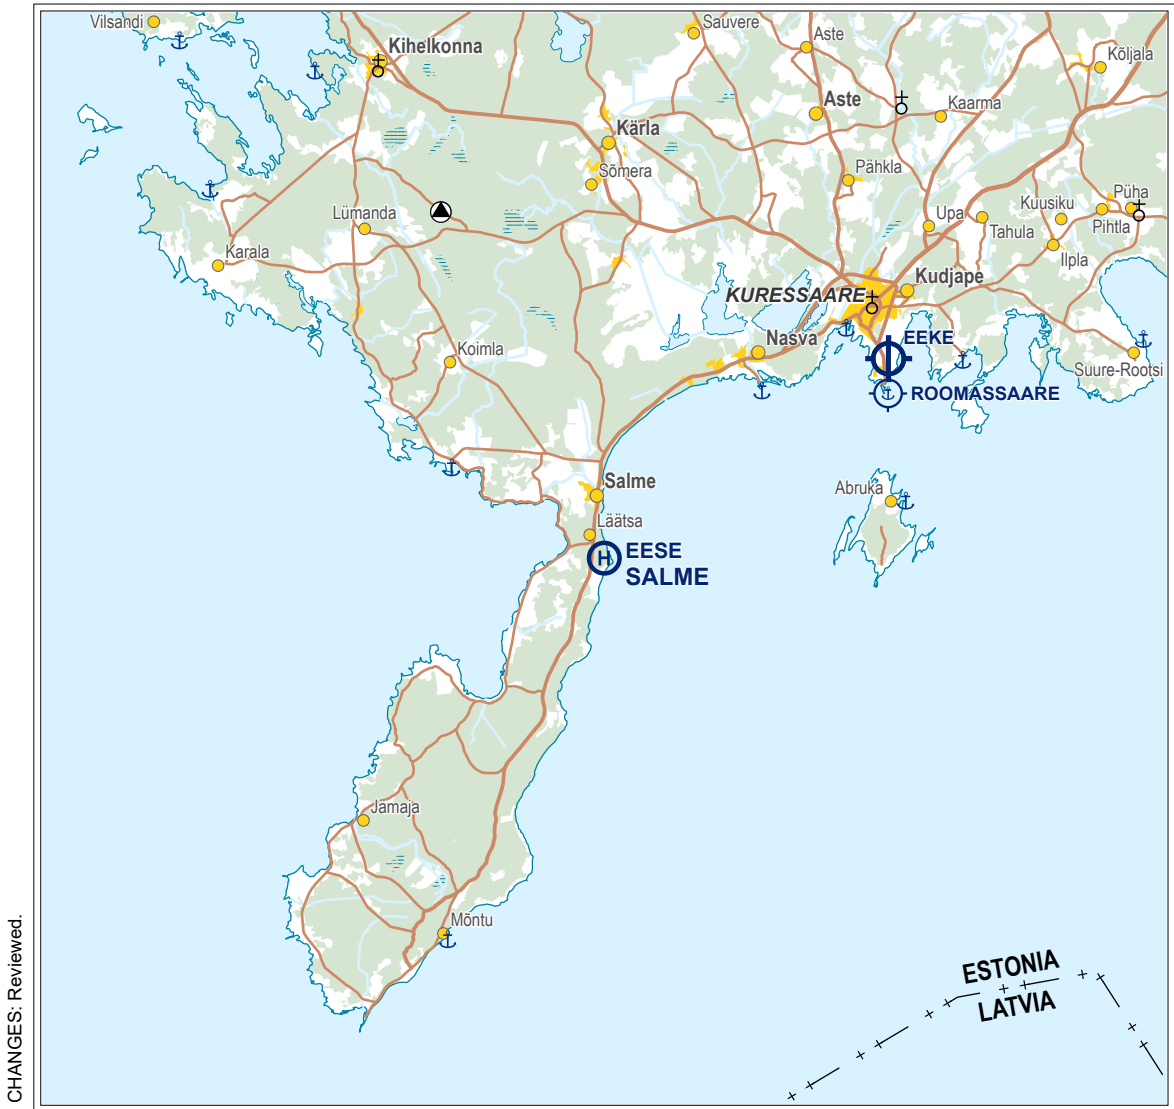 Vilsandi
Sauvere
Aste
Kihelkonna
Kõljala
Aste
Kaarma
Kärla
Sõmera
Pähkla
Püha
Lümanda
Upa
Kuusiku
Tahula
Pihtla
Karala
Ilpla
Kudjape
KURESSAARE
EEKE
Nasva
Koimla
Suure-Rootsi
ROOMASSAARE
Salme
Abruka
Läätsa
H
EESE
SALME
Jämaja
Mõntu
ESTONIA
LATVIA
CHANGES: Reviewed.